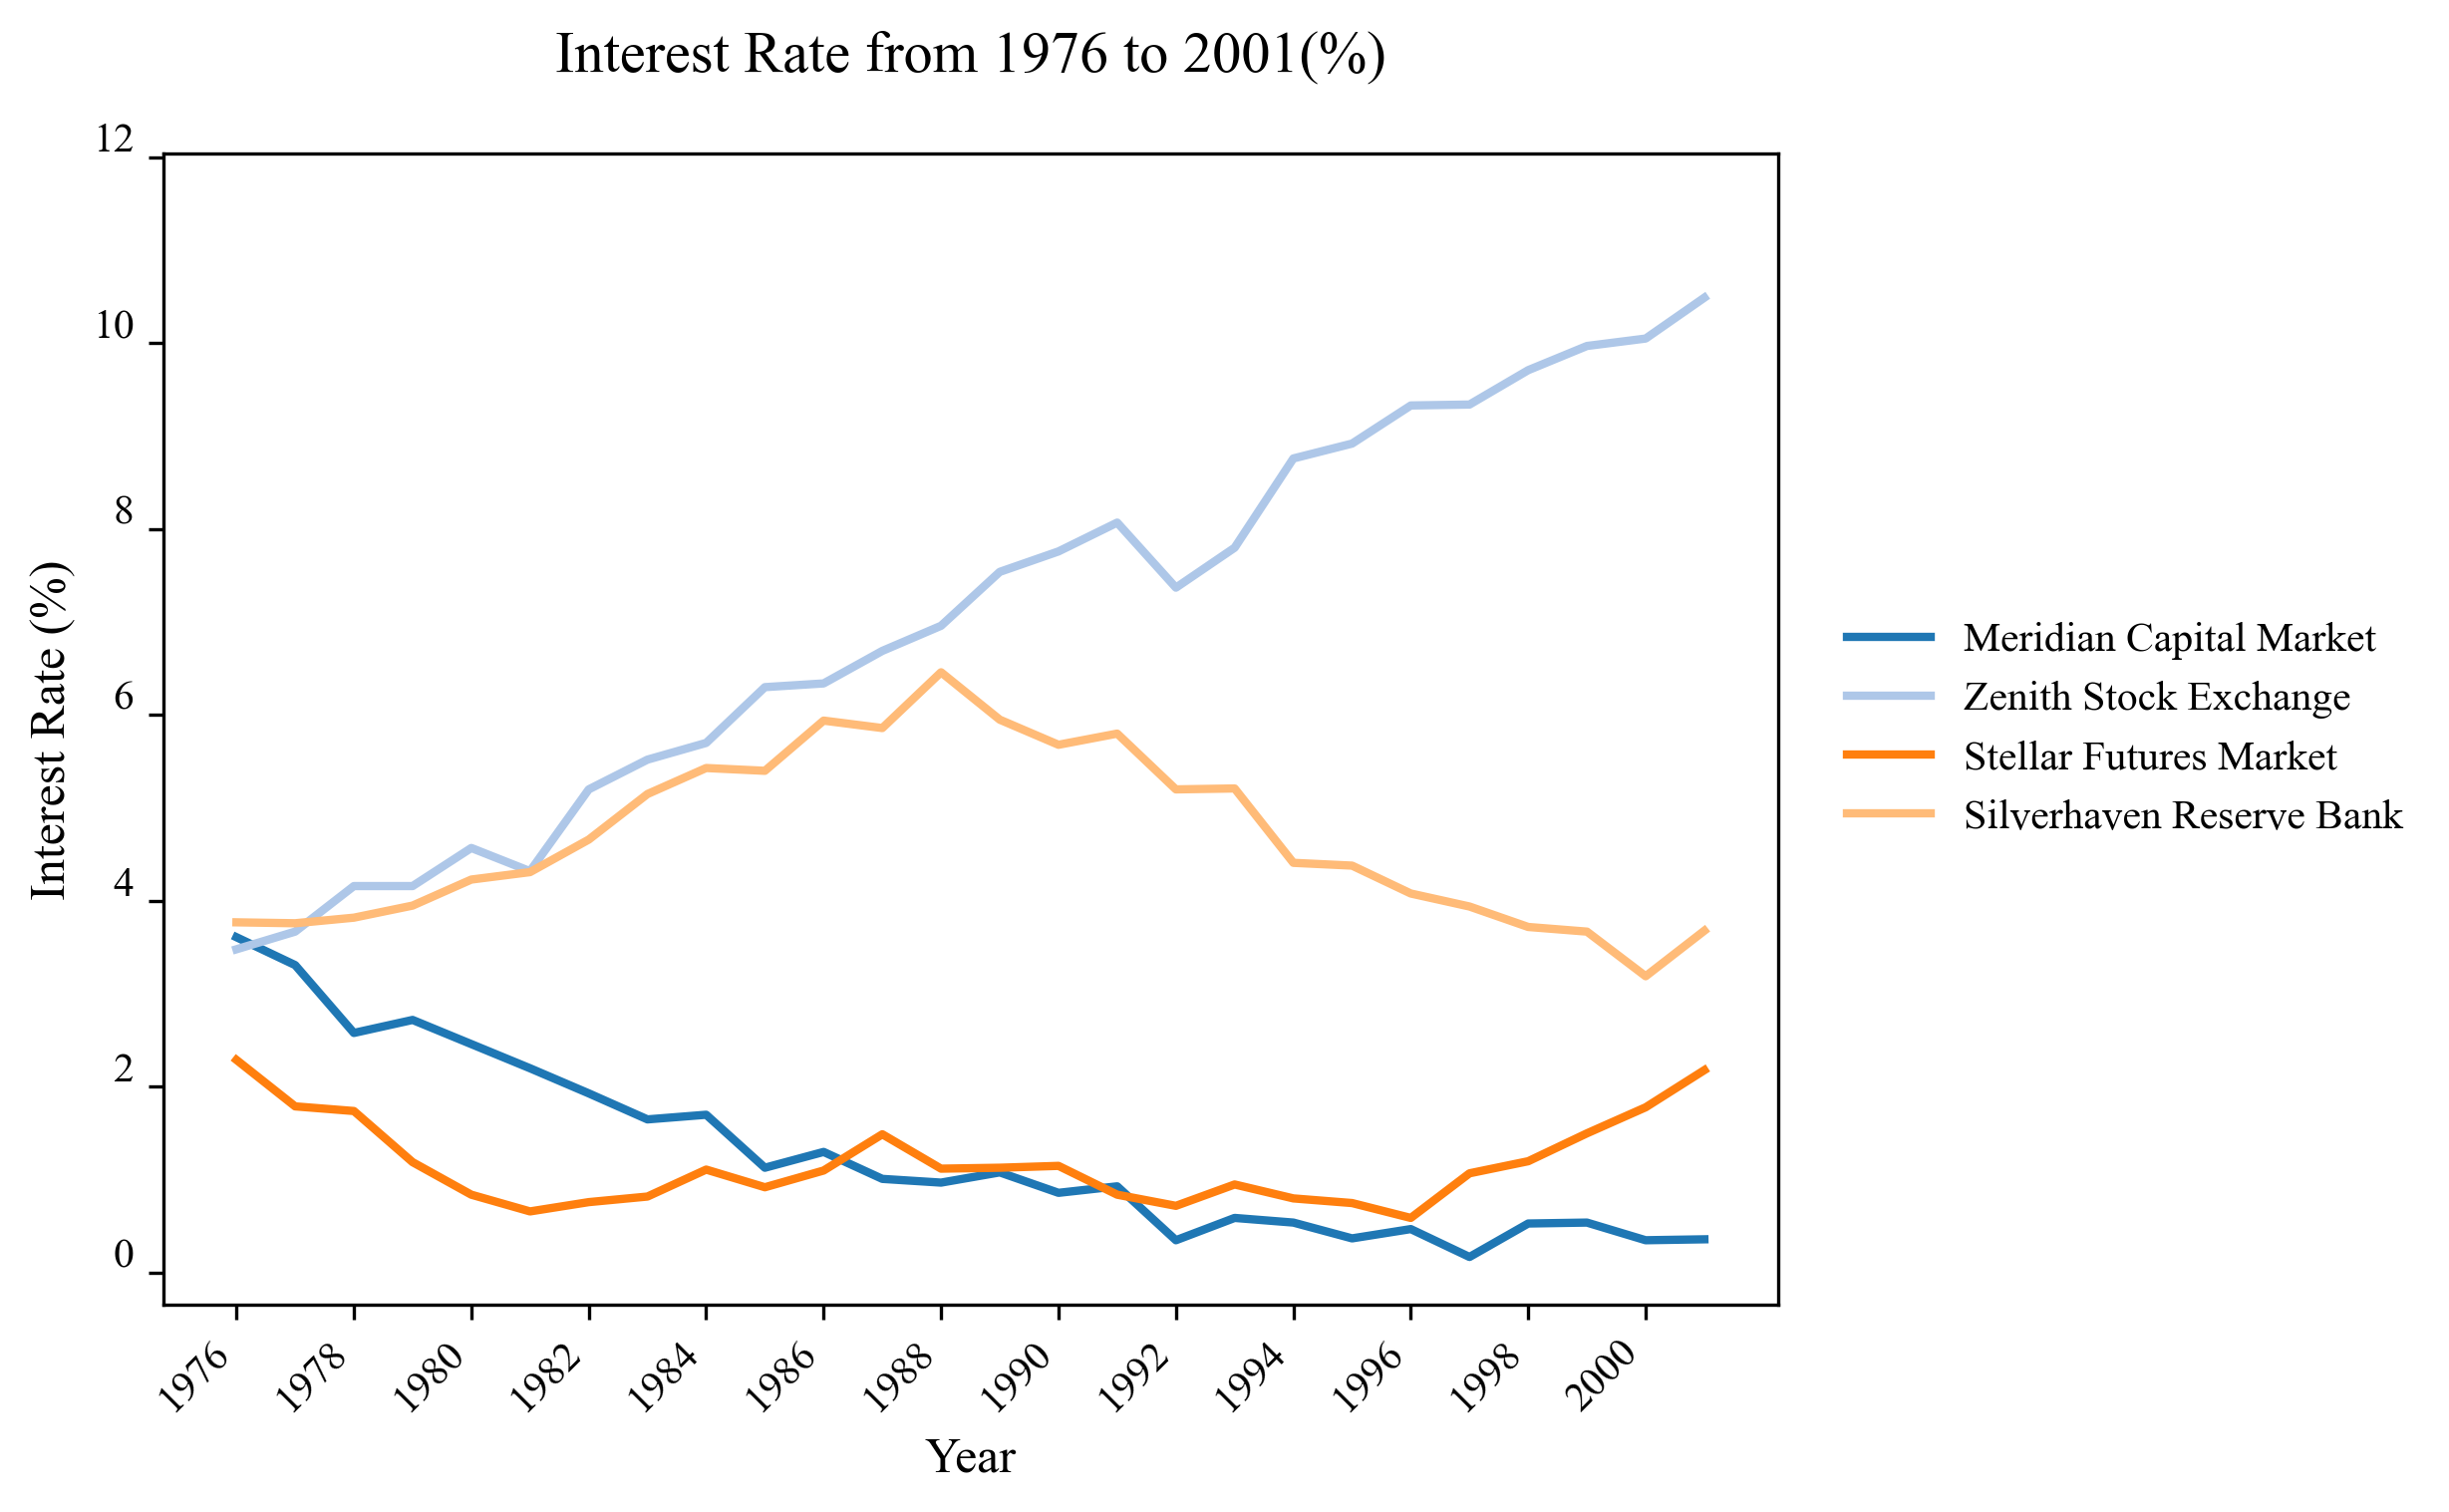 Interest Rate from 1976 to 2001(%)
12
10
8
6
4
2
0
Interest Rate (%)
1976
1978
1980
1982
1984
1986
1988
1990
1992
1994
1996
1998
2000
Year
Meridian Capital Market
Zenith Stock Exchange
Stellar Futures Market
Silverhaven Reserve Bank